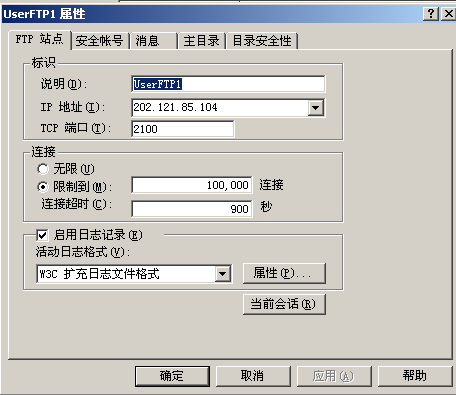 UserFTP1 属性
FTP 站点 安全帐号 消息 主目录 目录安全性
标识
说明(D): UserFTP1
IP 地址(I): 202.121.85.104
TCP 端口(T): 2100
连接
无限(U)
限制到(M): 100,000 连接
连接超时(C): 900 秒
启用日志记录(E)
活动日志格式(V):
W3C 扩充日志文件格式 属性(P)...
当前会话(R)
确定 取消 应用(A) 帮助